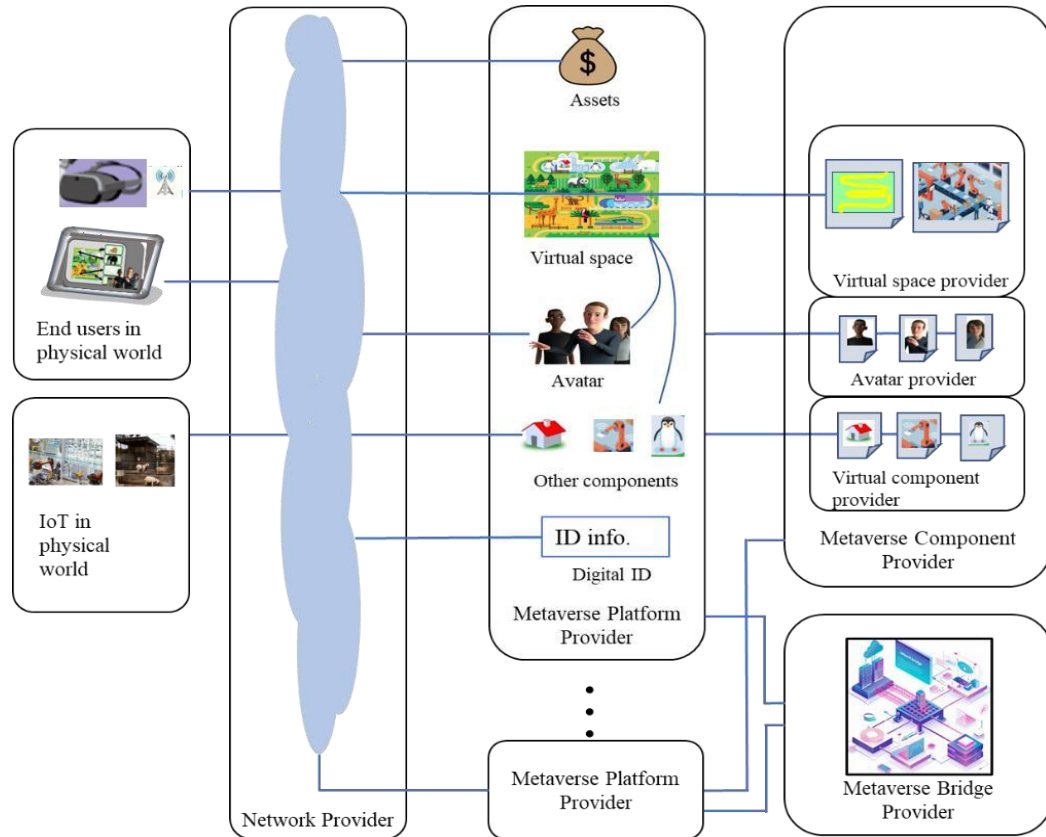 $
Assets
Virtual space
Avatar
Other components
ID info.
Digital ID
Metaverse Platform
Provider
Metaverse Platform
Provider
End users in
physical world
IoT in
physical
world
Network Provider
Virtual space provider
Avatar provider
Virtual component
provider
Metaverse Component
Provider
Metaverse Bridge
Provider